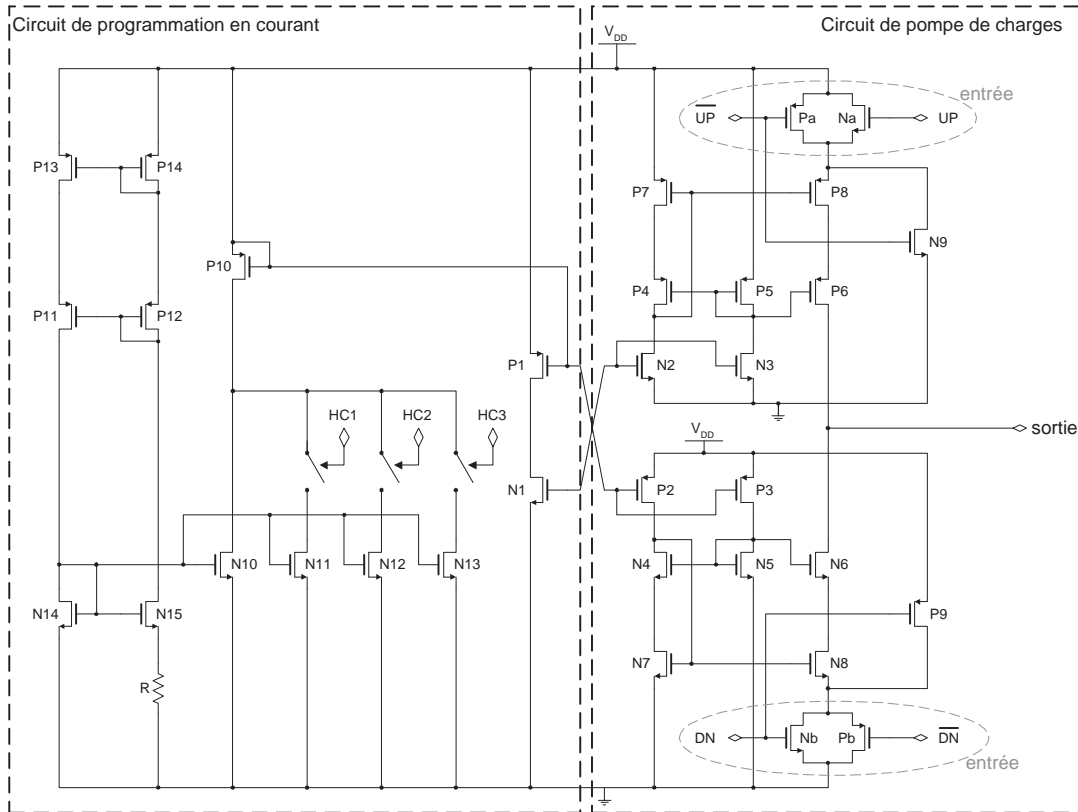 Circuit de programmation en courant
Circuit de pompe de charges
VDD
entrée
UP
Pa
Na
UP
P13
P14
P7
P8
N9
P10
P11
P12
P4
P5
P6
P1
N2
N3
HC1
HC2
HC3
sortie
VDD
N1
P2
P3
N10
N11
N12
N13
N4
N5
N6
N14
N15
P9
N7
N8
R
DN
Nb
Pb
DN
entrée